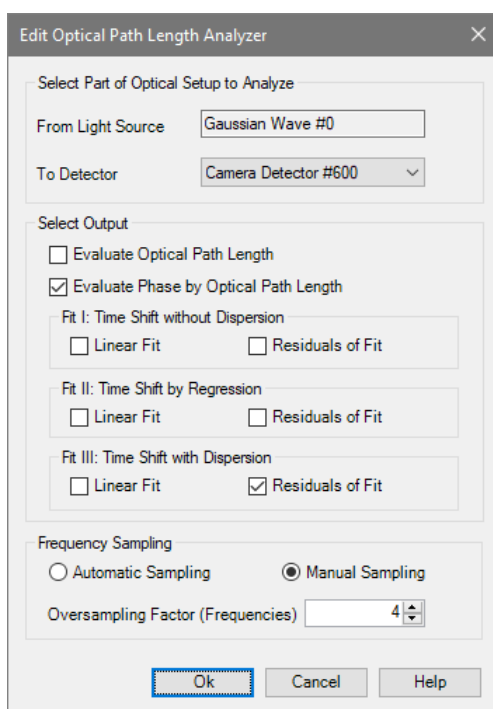 Edit Optical Path Length Analyzer
Select Part of Optical Setup to Analyze
From Light Source Gaussian Wave #0
To Detector Camera Detector #600
Select Output
Evaluate Optical Path Length
Evaluate Phase by Optical Path Length
Fit I: Time Shift without Dispersion
Linear Fit Residuals of Fit
Fit II: Time Shift by Regression
Linear Fit Residuals of Fit
Fit III: Time Shift with Dispersion
Linear Fit Residuals of Fit
Frequency Sampling
Automatic Sampling Manual Sampling
Oversampling Factor (Frequencies) 4
Ok Cancel Help